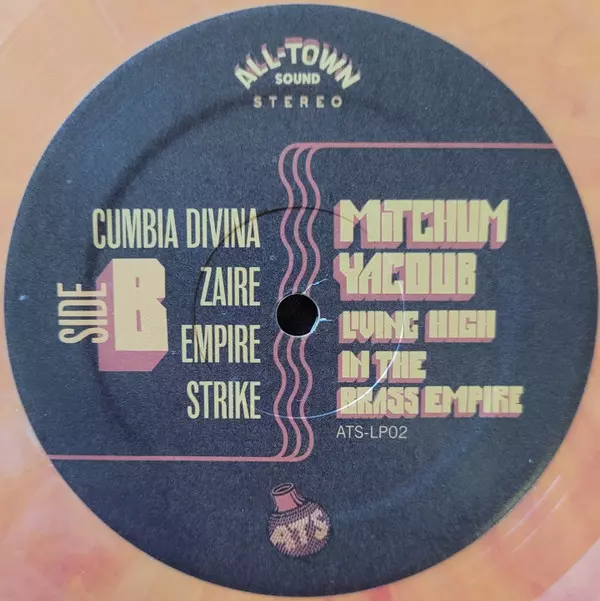 ALL-TOWN
SOUND
STEREO
CUMBIA DIVINA
ZAIRE
EMPIRE
STRIKE
SIDE
B
MiTCHUM
YACOUB
LIVING HIGH
IN THE
BRASS EMPIRE
ATS-LP02
ATS